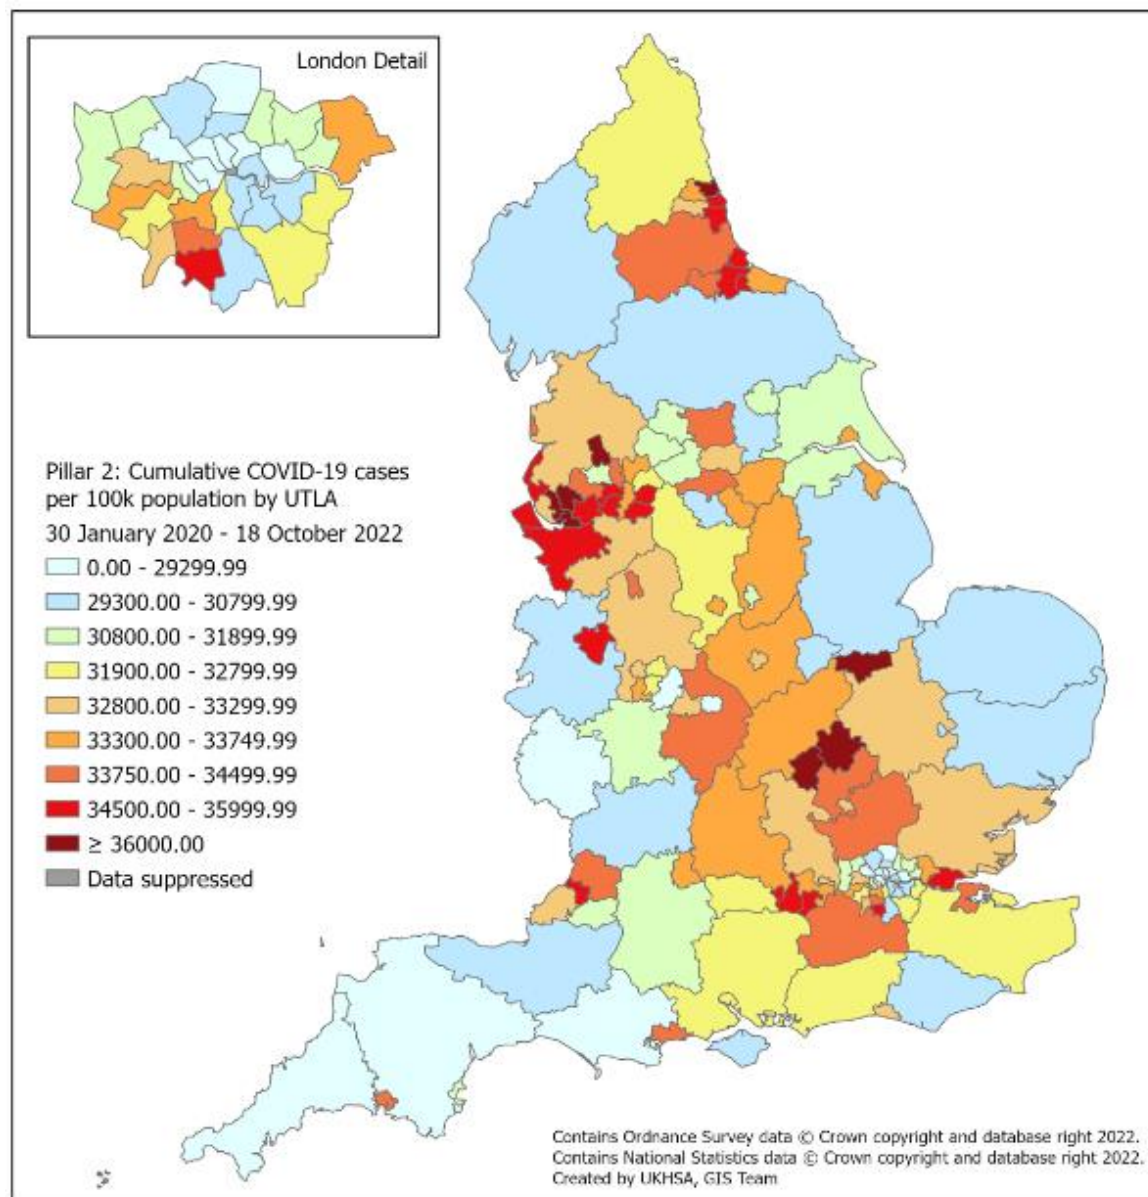 London Detail
Pillar 2: Cumulative COVID-19 cases
per 100k population by UTLA
30 January 2020 - 18 October 2022
0.00 - 29299.99
29300.00 - 30799.99
30800.00 - 31899.99
31900.00 - 32799.99
32800.00 - 33299.99
33300.00 - 33749.99
33750.00 - 34499.99
34500.00 - 35999.99
≥ 36000.00
Data suppressed
Contains Ordnance Survey data © Crown copyright and database right 2022.
Contains National Statistics data © Crown copyright and database right 2022.
Created by UKHSA, GIS Team